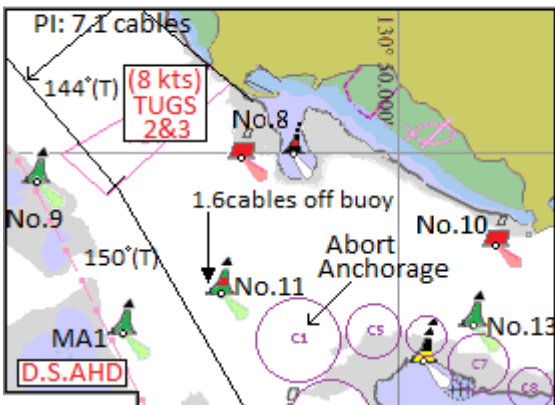 PI: 7.1 cables
144°(T)
(8 kts)
TUGS
2&3
No.8
130° 50.000'
No.9
1.6cables off buoy
No.10
150°(T)
Abort
Anchorage
No.11
No.13
MA1
C1
C5
C7
C8
D.S.AHD